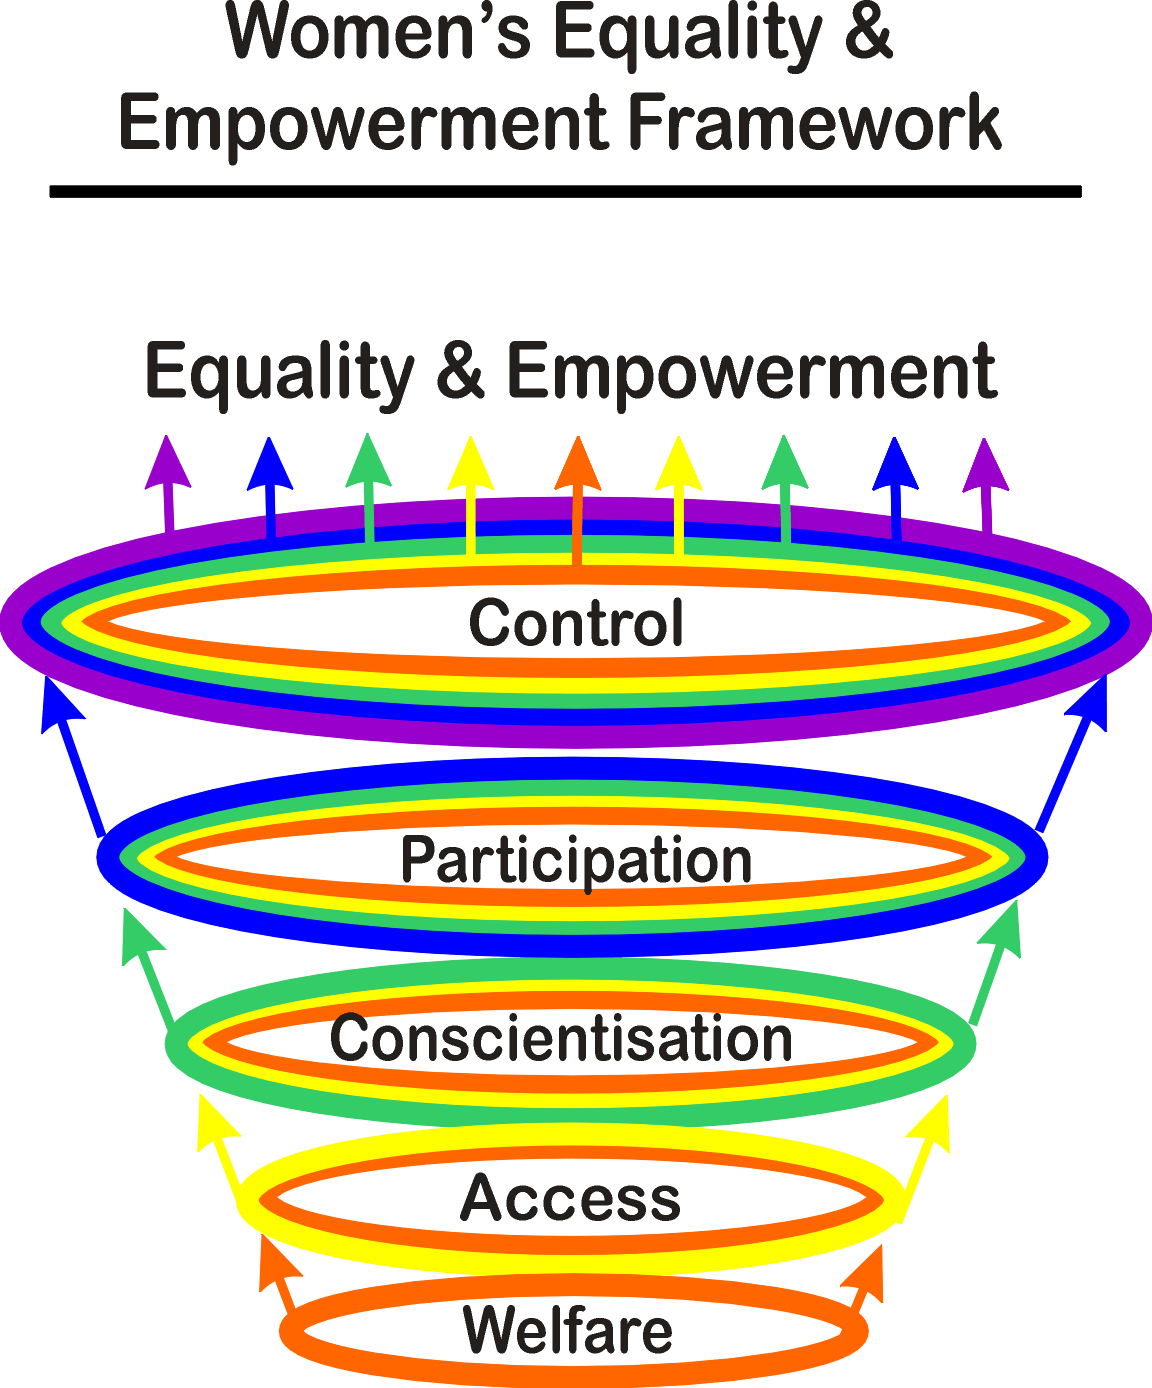 Women’s Equality &
Empowerment Framework
Equality & Empowerment
Control
Participation
Conscientisation
Access
Welfare